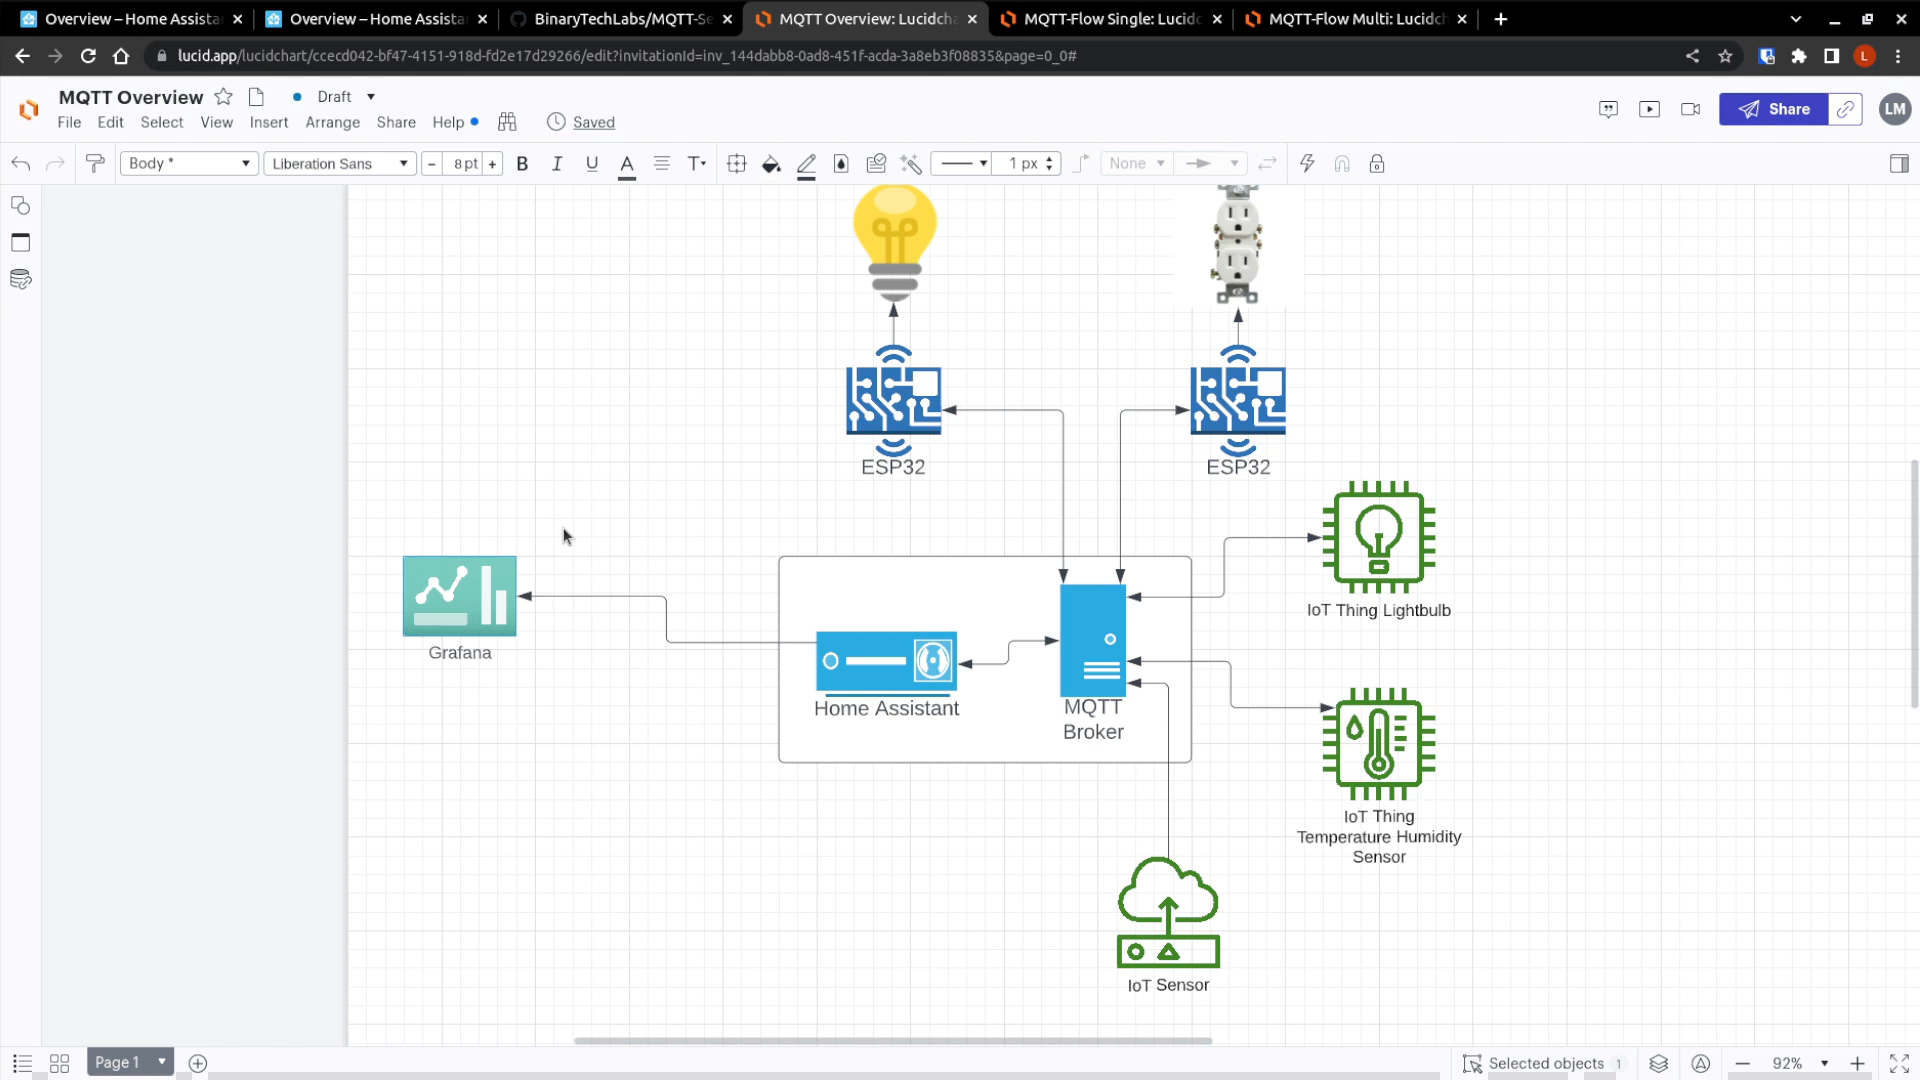 Overview – Home Assista
Overview – Home Assista
BinaryTechLabs/MQTT-Se
MQTT Overview: Lucidcha
MQTT-Flow Single: Lucidc
MQTT-Flow Multi: Lucidch
lucid.app/lucidchart/ccecd042-bf47-4151-918d-fd2e17d29266/edit?invitationId=inv_144dabb8-0ad8-451f-acda-3a8eb3f08835&page=0_0#
L
MQTT Overview
Draft
File Edit Select View Insert Arrange Share Help
Saved
Share
LM
Body *
Liberation Sans
− 8 pt +
B I U A T
1 px
None
ESP32
ESP32
IoT Thing Lightbulb
Grafana
Home Assistant
MQTT
Broker
IoT Thing
Temperature Humidity
Sensor
IoT Sensor
Page 1
Selected objects 1
92%